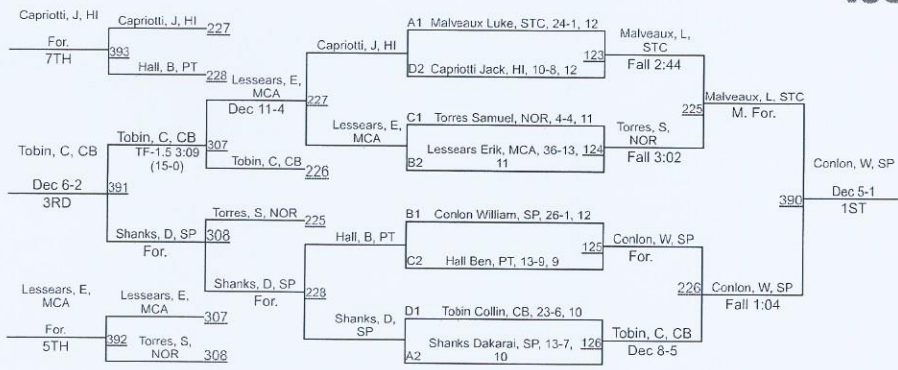 Capriotti, J, HI
For.
7TH
Capriotti, J, HI
227
393
Hall, B, PT
228
Lessears, E,
MCA
Dec 11-4
227
Capriotti, J, HI
A1 Malveaux Luke, STC, 24-1, 12
123
D2 Capriotti Jack, HI, 10-8, 12
Malveaux, L,
STC
Fall 2:44
225
Malveaux, L, STC
M. For.
Lessears, E,
MCA
C1 Torres Samuel, NOR, 4-4, 11
Lessears Erik, MCA, 36-13,
11
124
B2
Torres, S,
NOR
Fall 3:02
Tobin, C, CB
Dec 6-2
3RD
391
Tobin, C, CB
TF-1.5 3:09
(15-0)
307
Tobin, C, CB
226
Conlon, W, SP
390
Dec 5-1
1ST
Shanks, D, SP
For.
308
Torres, S, NOR
225
Shanks, D, SP
For.
228
Hall, B, PT
B1 Conlon William, SP, 26-1, 12
125
C2 Hall Ben, PT, 13-9, 9
Conlon, W, SP
For.
226
Conlon, W, SP
Fall 1:04
Shanks, D,
SP
D1 Tobin Collin, CB, 23-6, 10
Shanks Dakarai, SP, 13-7,
10
126
A2
Tobin, C, CB
Dec 8-5
Lessears, E,
MCA
For.
5TH
392
Lessears, E,
MCA
307
Torres, S,
NOR
308